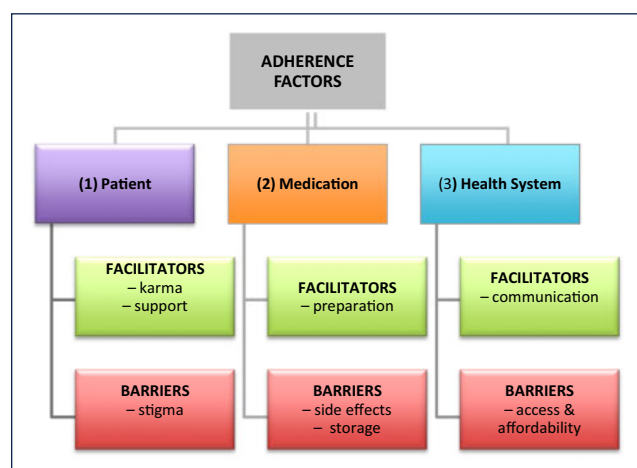 ADHERENCE
FACTORS
(1) Patient
(2) Medication
(3) Health System
FACILITATORS
– karma
– support
FACILITATORS
– preparation
FACILITATORS
– communication
BARRIERS
– stigma
BARRIERS
– side effects
– storage
BARRIERS
– access &
affordability